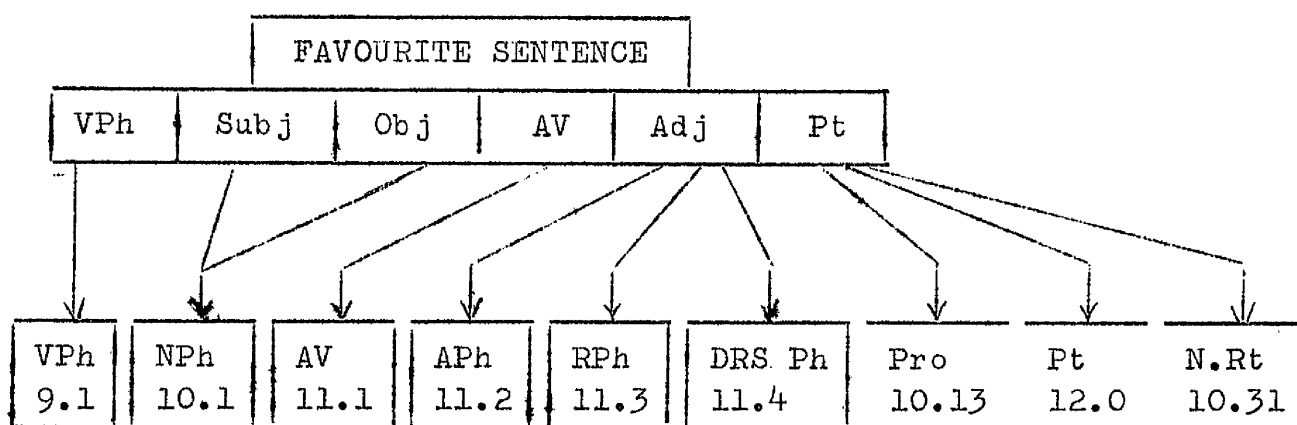 FAVOURITE SENTENCE
VPh Subj Obj AV Adj Pt
VPh NPh AV APh RPh DRS Ph Pro Pt N.Rt
9.1 10.1 11.1 11.2 11.3 11.4 10.13 12.0 10.31